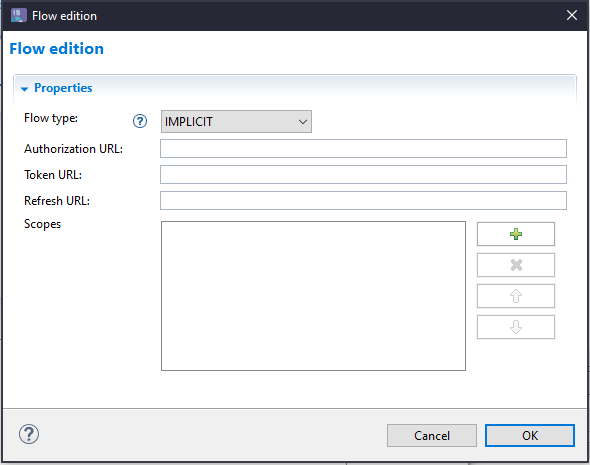 Flow edition
Flow edition
Properties
Flow type: IMPLICIT
Authorization URL:
Token URL:
Refresh URL:
Scopes
Cancel OK